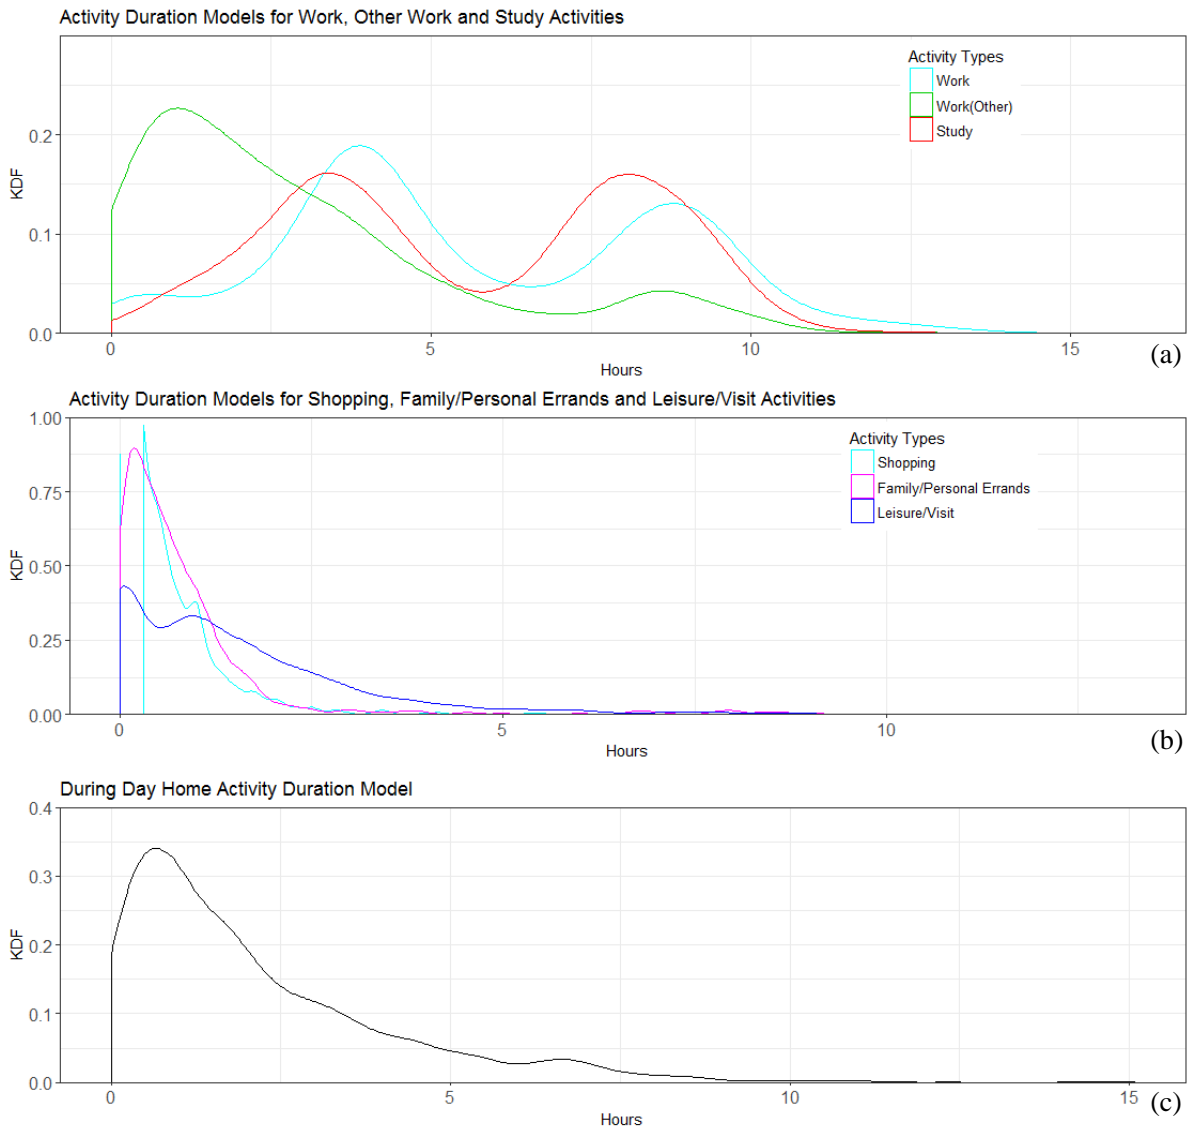 Activity Duration Models for Work, Other Work and Study Activities
Activity Types
Work
Work(Other)
Study
KDF
0.2
0.1
0.0
0 5 10 15
Hours
(a)
Activity Duration Models for Shopping, Family/Personal Errands and Leisure/Visit Activities
Activity Types
Shopping
Family/Personal Errands
Leisure/Visit
KDF
1.00
0.75
0.50
0.25
0.00
0 5 10
Hours
(b)
During Day Home Activity Duration Model
KDF
0.4
0.3
0.2
0.1
0.0
0 5 10 15
Hours
(c)